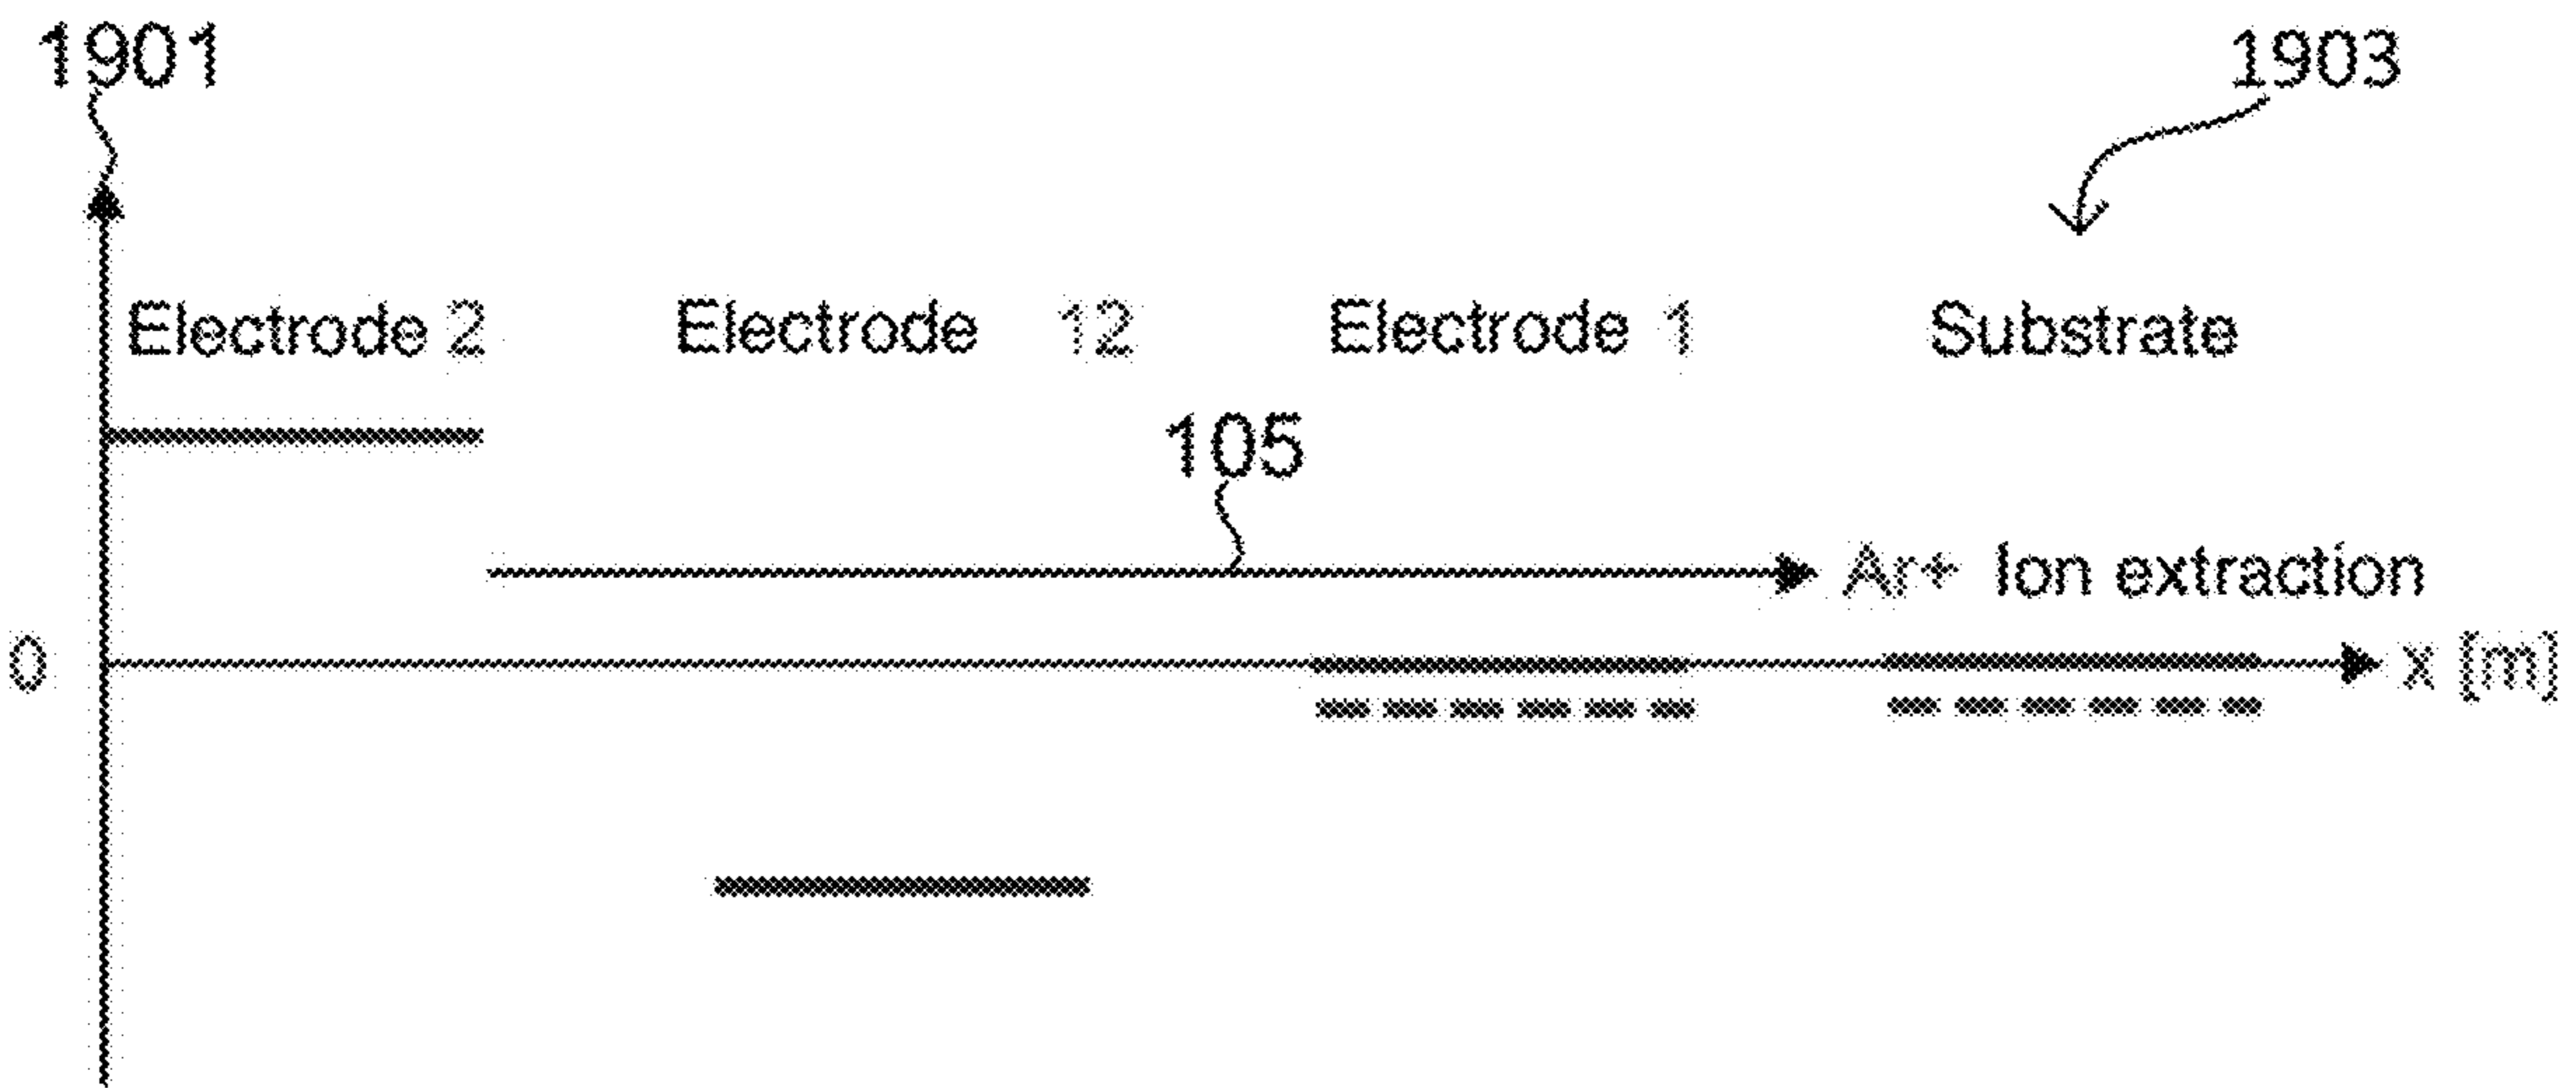 1901 1903
Electrode 2 Electrode 12 Electrode 1 Substrate
105
Ar+ Ion extraction
0 x [m]